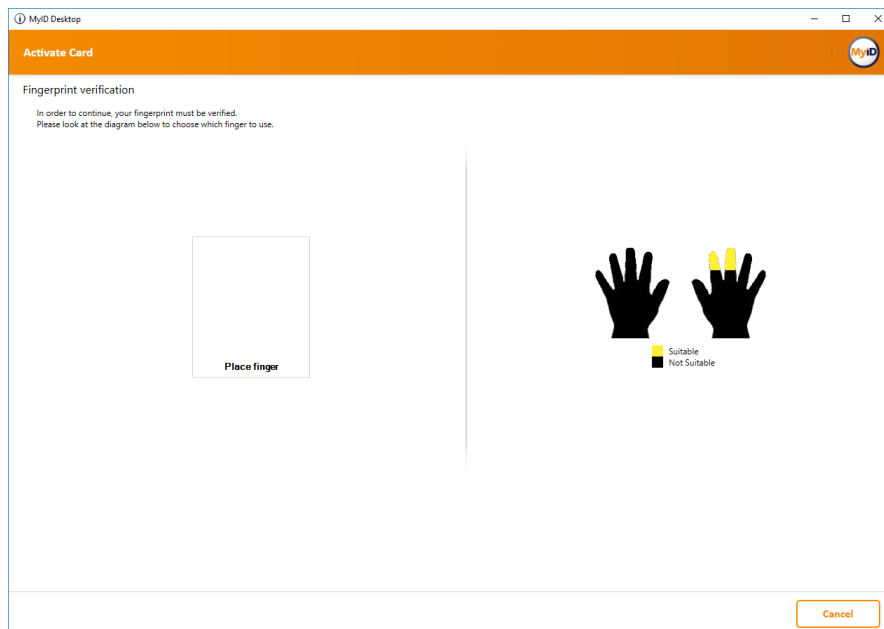 MyID Desktop
Activate Card
MyiD
Fingerprint verification
In order to continue, your fingerprint must be verified.
Please look at the diagram below to choose which finger to use.
Place finger
Suitable
Not Suitable
Cancel